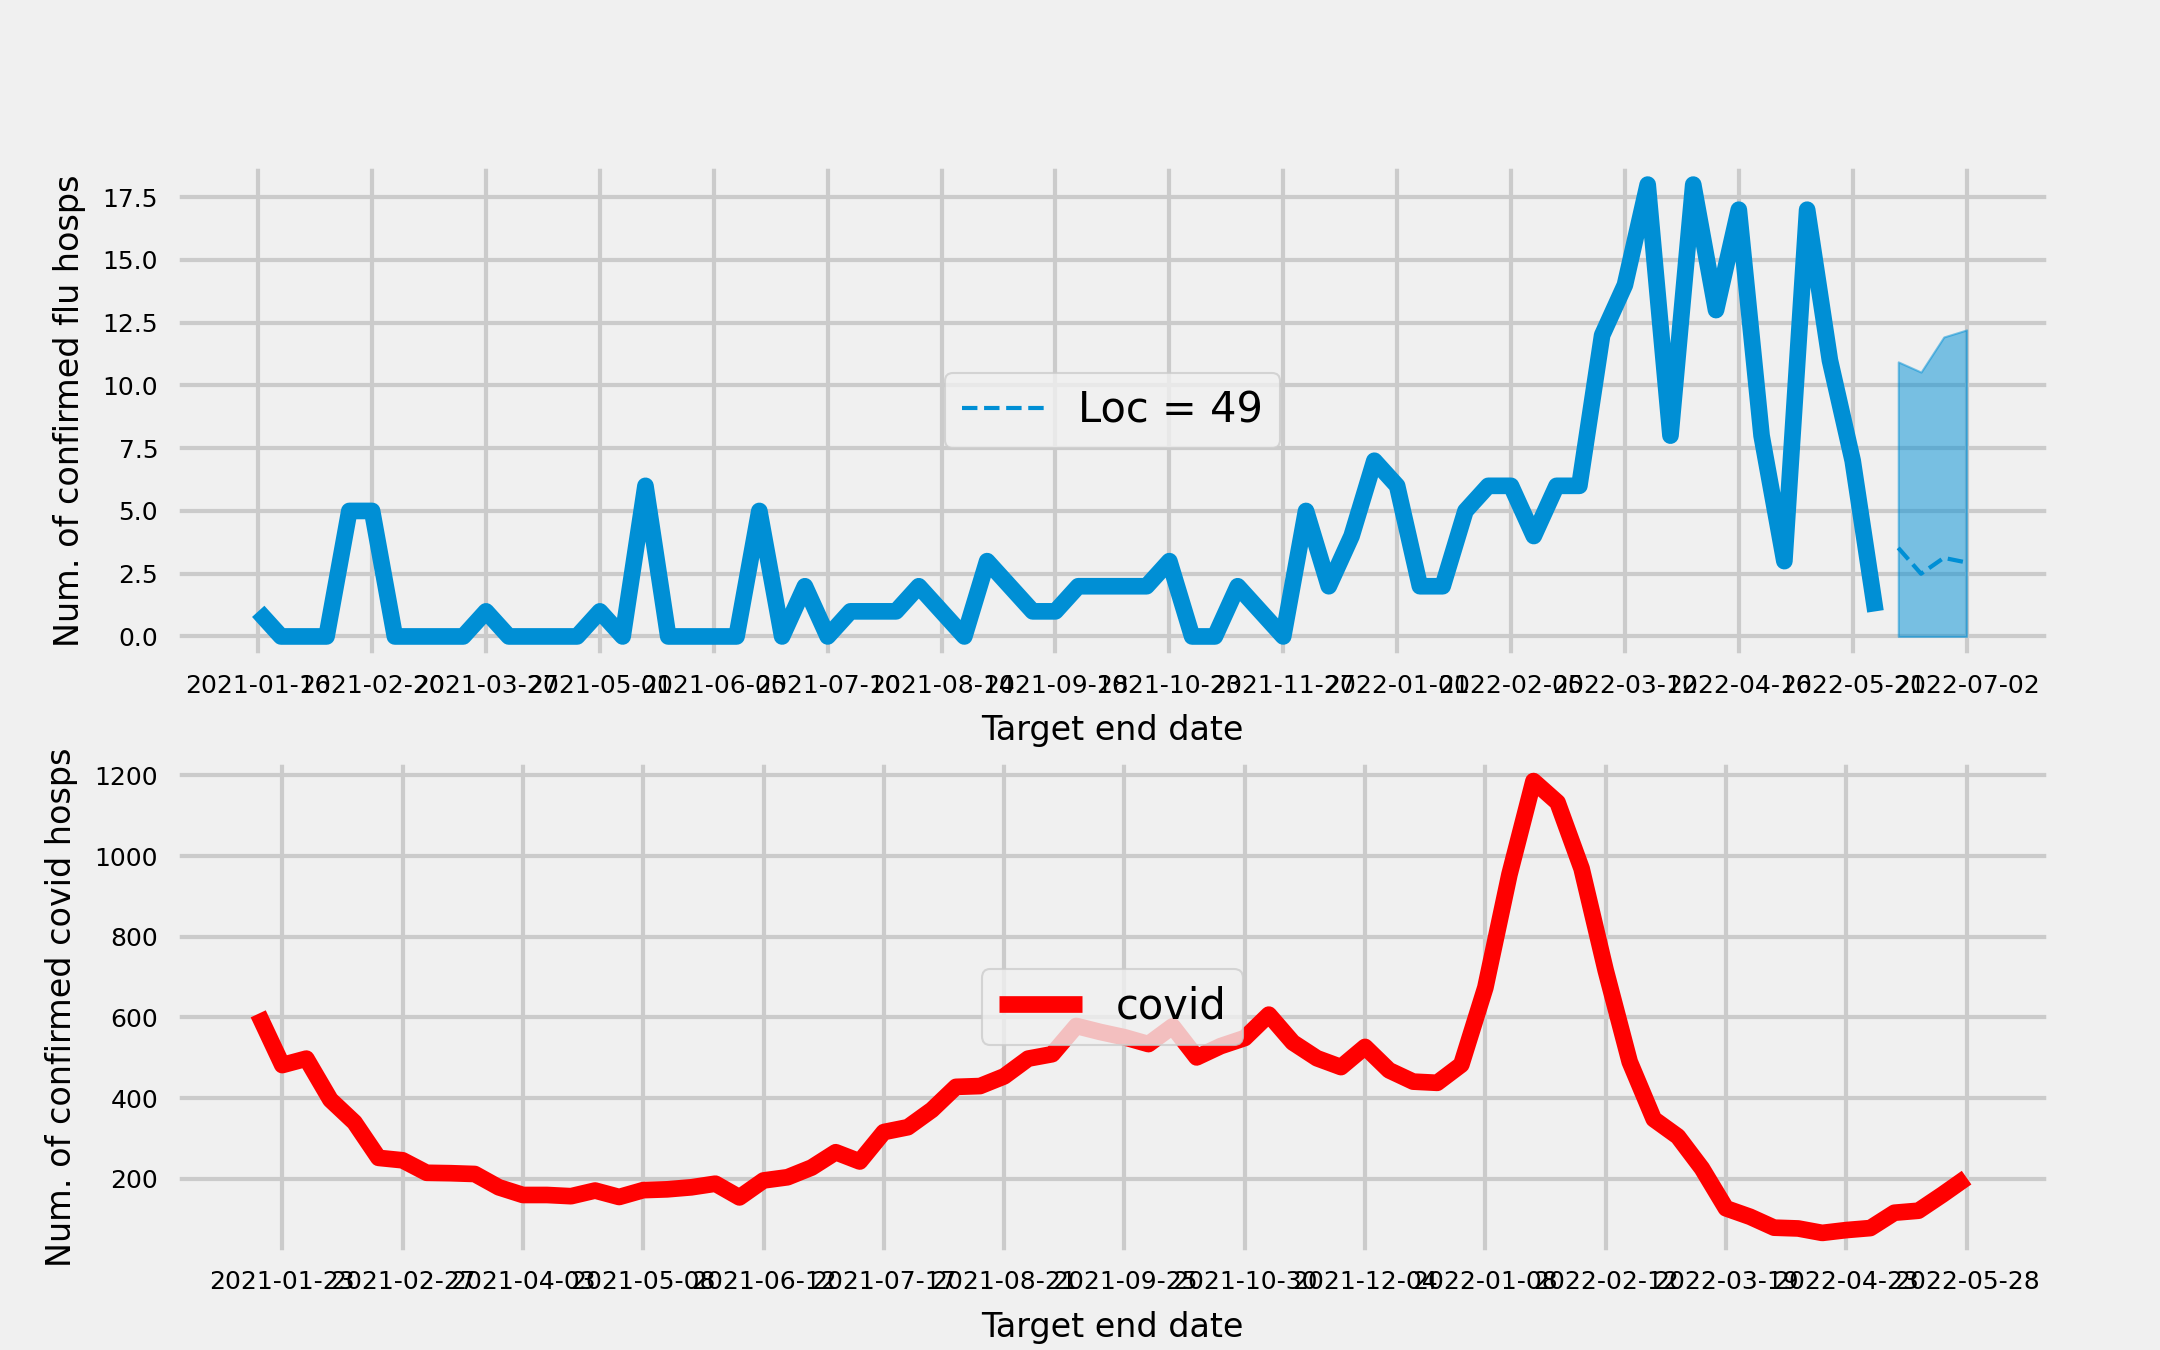 Num. of confirmed flu hosps
17.5
15.0
12.5
10.0
7.5
5.0
2.5
0.0
Loc = 49
2021-01-16 2021-02-20 2021-03-27 2021-05-01 2021-06-05 2021-07-10 2021-08-14 2021-09-18 2021-10-23 2021-11-27 2022-01-01 2022-02-05 2022-03-12 2022-04-16 2022-05-21 2022-07-02
Target end date
Num. of confirmed covid hosps
1200
1000
800
600
400
200
covid
2021-01-23 2021-02-27 2021-04-03 2021-05-08 2021-06-12 2021-07-17 2021-08-21 2021-09-25 2021-10-30 2021-12-04 2022-01-08 2022-02-12 2022-03-19 2022-04-23 2022-05-28
Target end date